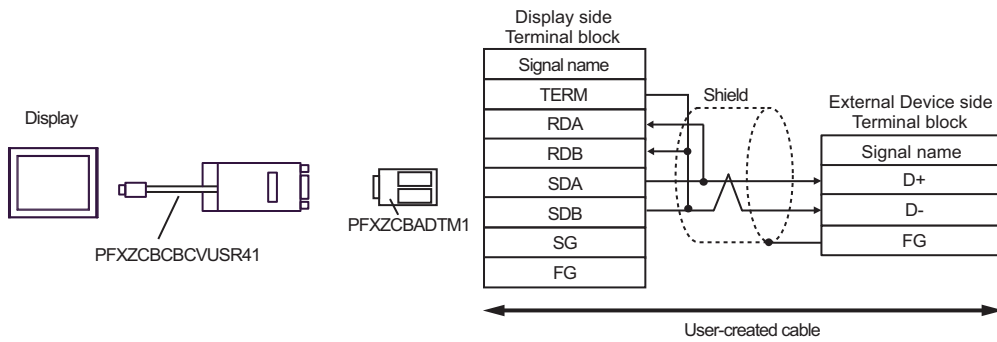 Display
PFXZCBCBCVUSR41
PFXZCBADTM1
Display side
Terminal block
Signal name
TERM
RDA
RDB
SDA
SDB
SG
FG
Shield
External Device side
Terminal block
Signal name
D+
D-
FG
User-created cable